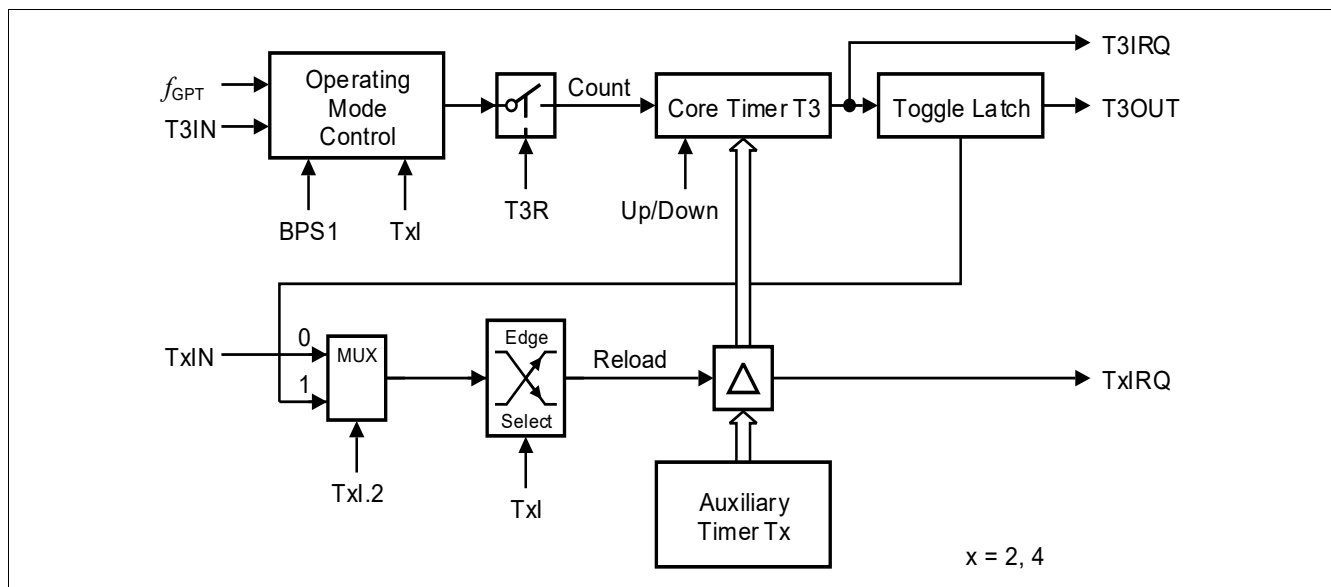 T3IRQ
fGPT
Operating
Mode
Control
Count
Core Timer T3
Toggle Latch
T3OUT
T3IN
BPS1
TxI
T3R
Up/Down
TxIN
0
1
MUX
Edge
Select
Reload
Δ
TxIRQ
TxI.2
TxI
Auxiliary
Timer Tx
x = 2, 4